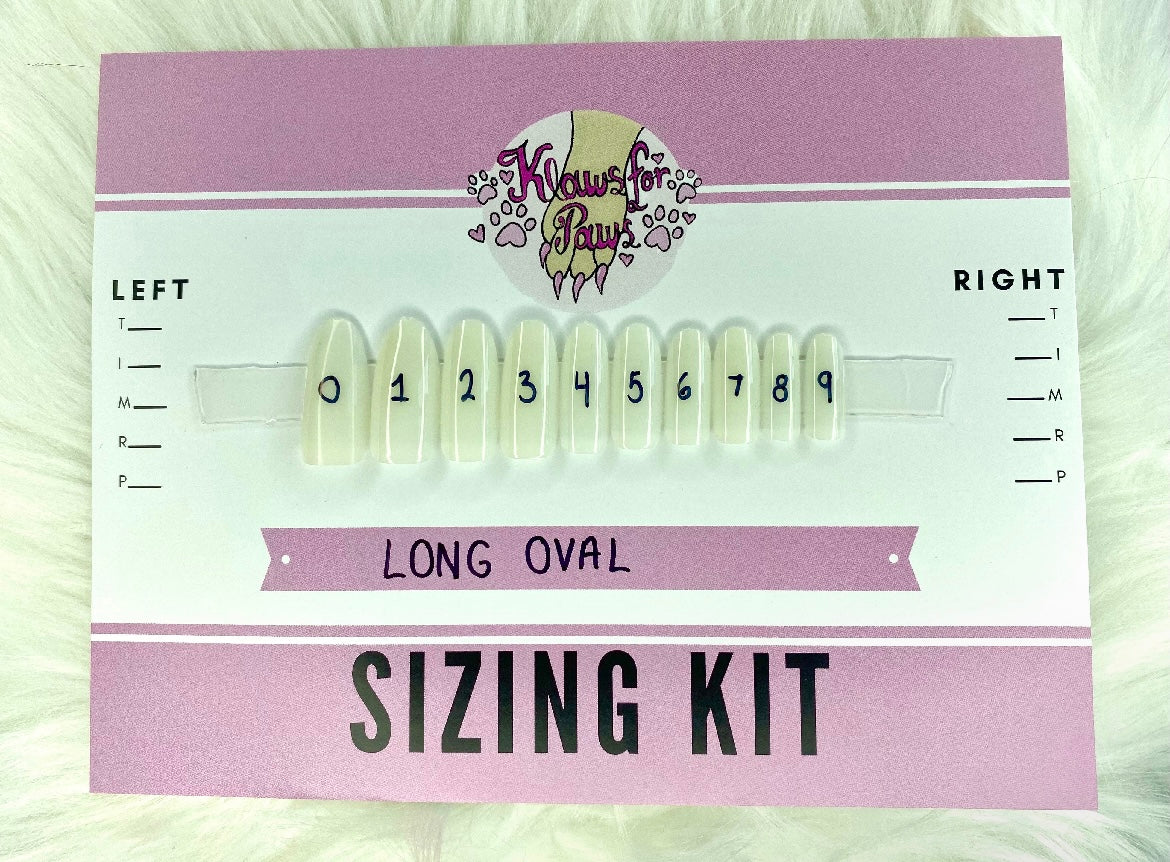 Klaws for
Paws
LEFT
T
I
M
R
P
RIGHT
T
I
M
R
P
0 1 2 3 4 5 6 7 8 9
LONG OVAL
SIZING KIT